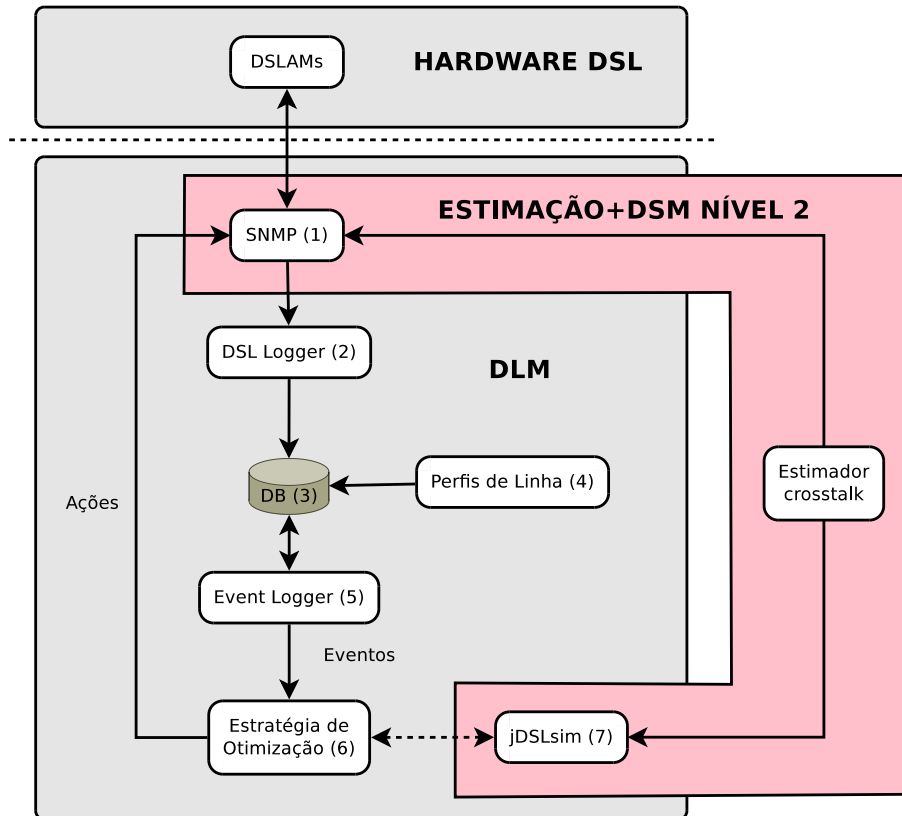 DSLAMs
HARDWARE DSL
ESTIMAÇÃO+DSM NÍVEL 2
SNMP (1)
DSL Logger (2)
DLM
Perfis de Linha (4)
DB (3)
Estimador
crosstalk
Ações
Event Logger (5)
Eventos
Estratégia de
Otimização (6)
jDSLsim (7)